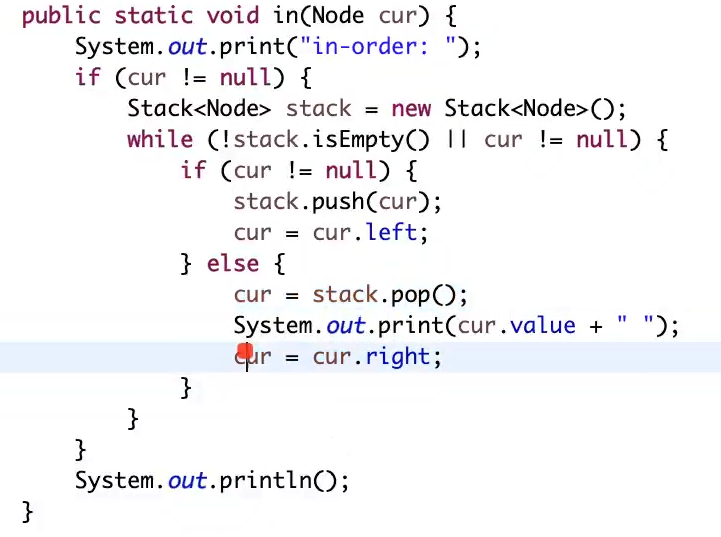 public static void in(Node cur) {
    System.out.print("in-order: ");
    if (cur != null) {
        Stack<Node> stack = new Stack<Node>();
        while (!stack.isEmpty() || cur != null) {
            if (cur != null) {
                stack.push(cur);
                cur = cur.left;
            } else {
                cur = stack.pop();
                System.out.print(cur.value + " ");
                cur = cur.right;
            }
        }
    }
    System.out.println();
}